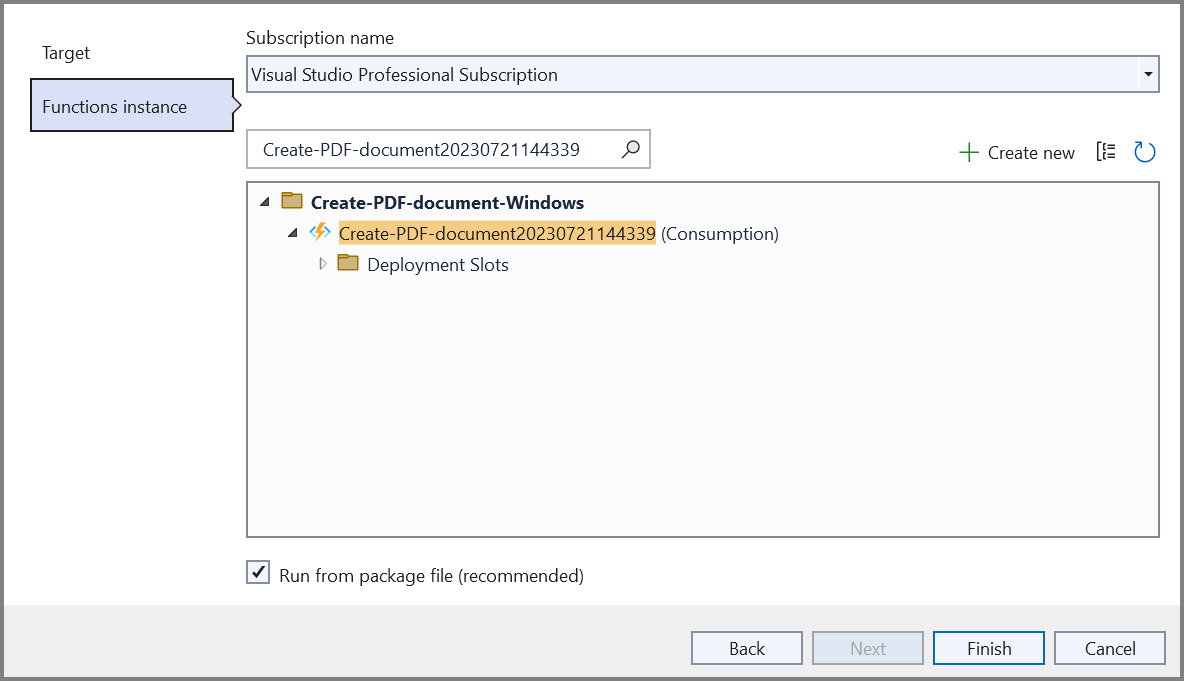 Target
Functions instance
Subscription name
Visual Studio Professional Subscription
Create-PDF-document20230721144339
Create new
Create-PDF-document-Windows
Create-PDF-document20230721144339 (Consumption)
Deployment Slots
Run from package file (recommended)
Back
Next
Finish
Cancel